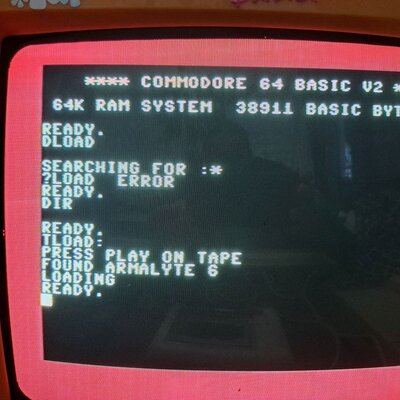 **** COMMODORE 64 BASIC V2 *
64K RAM SYSTEM 38911 BASIC BYT
READY.
DLOAD
SEARCHING FOR :*
?LOAD ERROR
READY.
DIR
READY.
TLOAD:
PRESS PLAY ON TAPE
FOUND ARMALYTE 6
LOADING
READY.